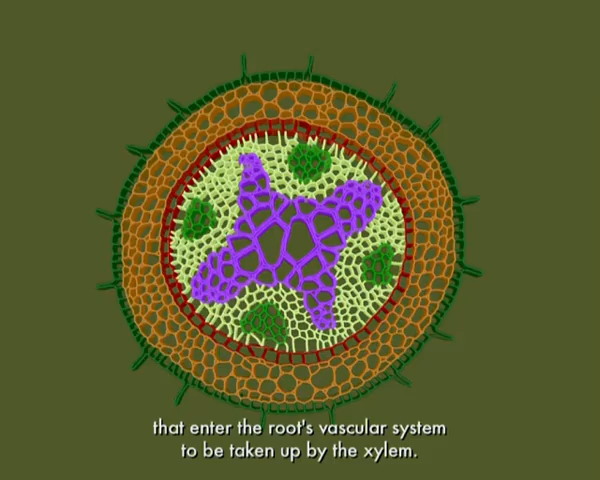 that enter the root's vascular system
to be taken up by the xylem.